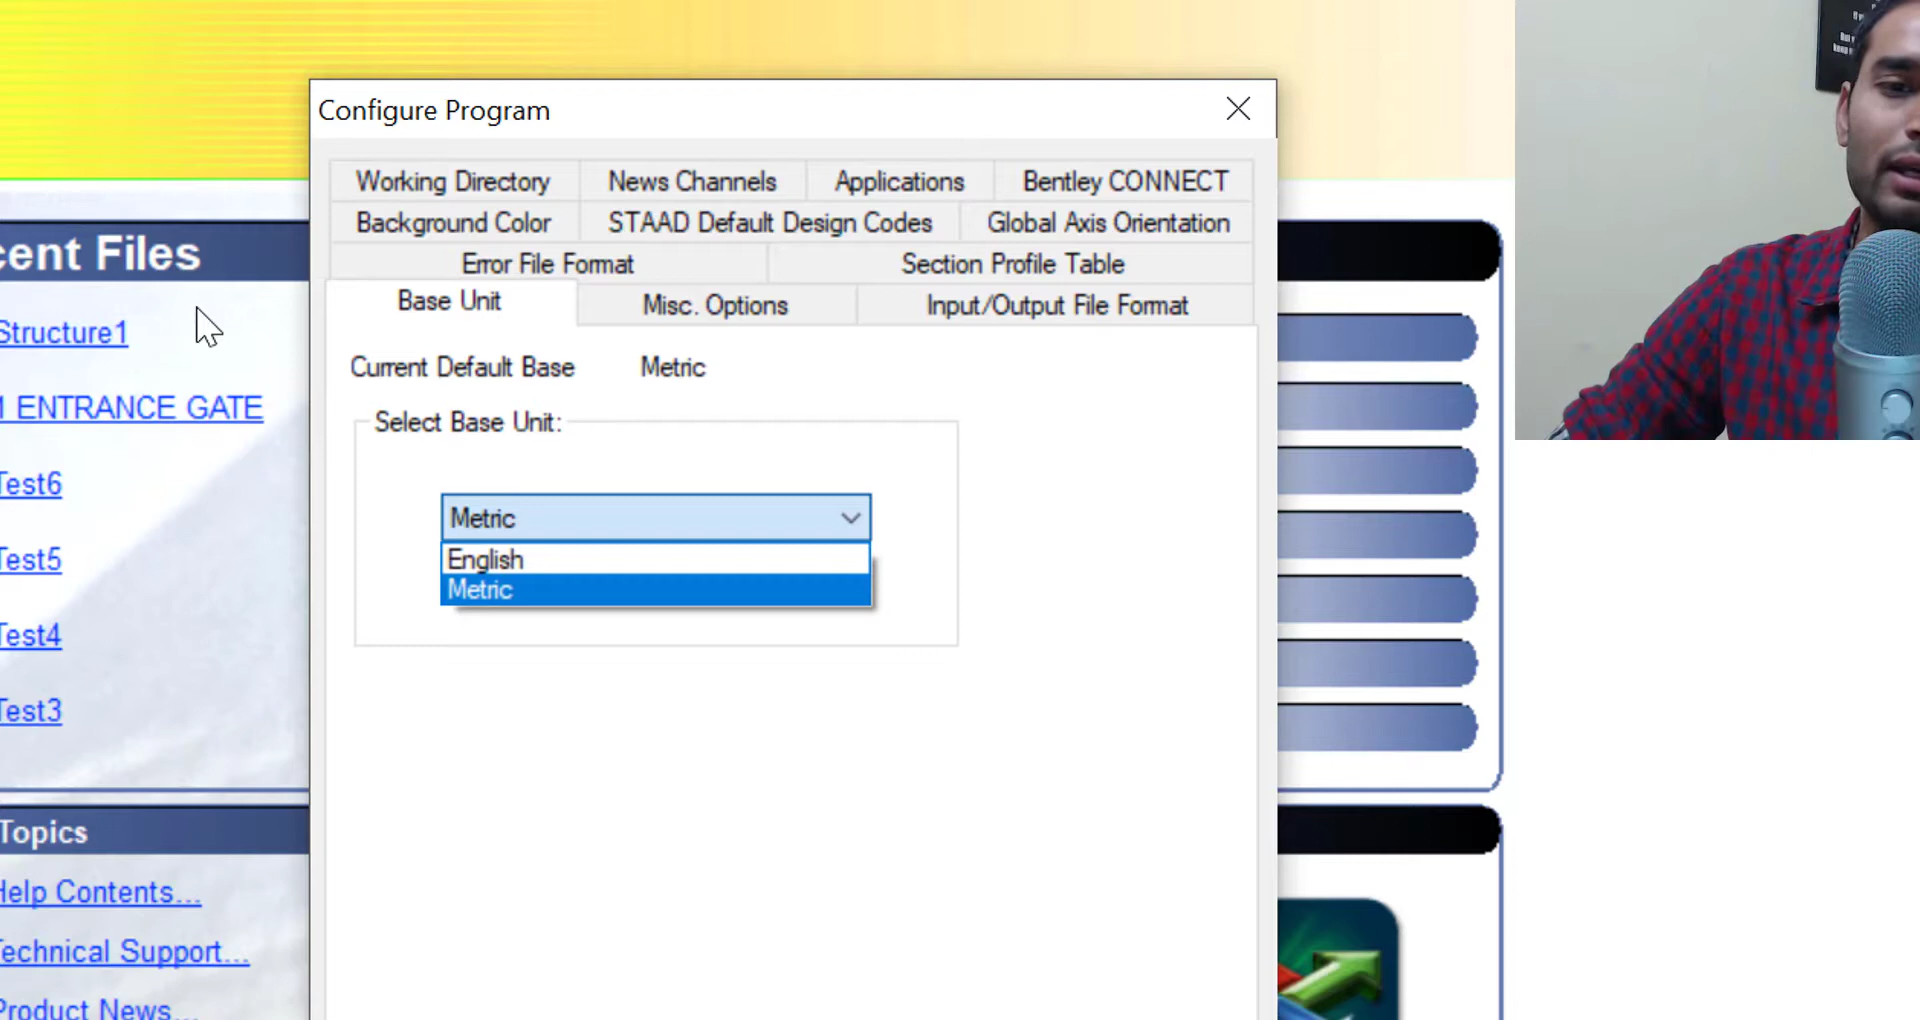 Configure Program
Working Directory News Channels Applications Bentley CONNECT
Background Color STAAD Default Design Codes Global Axis Orientation
Error File Format Section Profile Table
Base Unit Misc. Options Input/Output File Format
Current Default Base Metric
Select Base Unit:
Metric
English
Metric
cent Files
Structure1
ENTRANCE GATE
Test6
Test5
Test4
Test3
Topics
Help Contents...
Technical Support...
Product News...